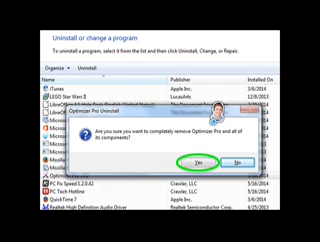 Uninstall or change a program
To uninstall a program, select it from the list and then click Uninstall, Change, or Repair.
Organize Uninstall
Name Publisher Installed On
iTunes Apple Inc. 3/6/2014
LEGO Star Wars II LucasArts 12/8/2013
LibreOffice
LibreOffice
Microsoft
Optimizer Pro Uninstall
Are you sure you want to completely remove Optimizer Pro and all of
its components?
Yes No
PC Fix Speed 1.2.0.42 Crawler, LLC 5/16/2014
PC Tech Hotline Crawler, LLC 5/16/2014
QuickTime 7 Apple Inc. 3/6/2014
Realtek High Definition Audio Driver Realtek Semiconductor Corp. 4/25/2013